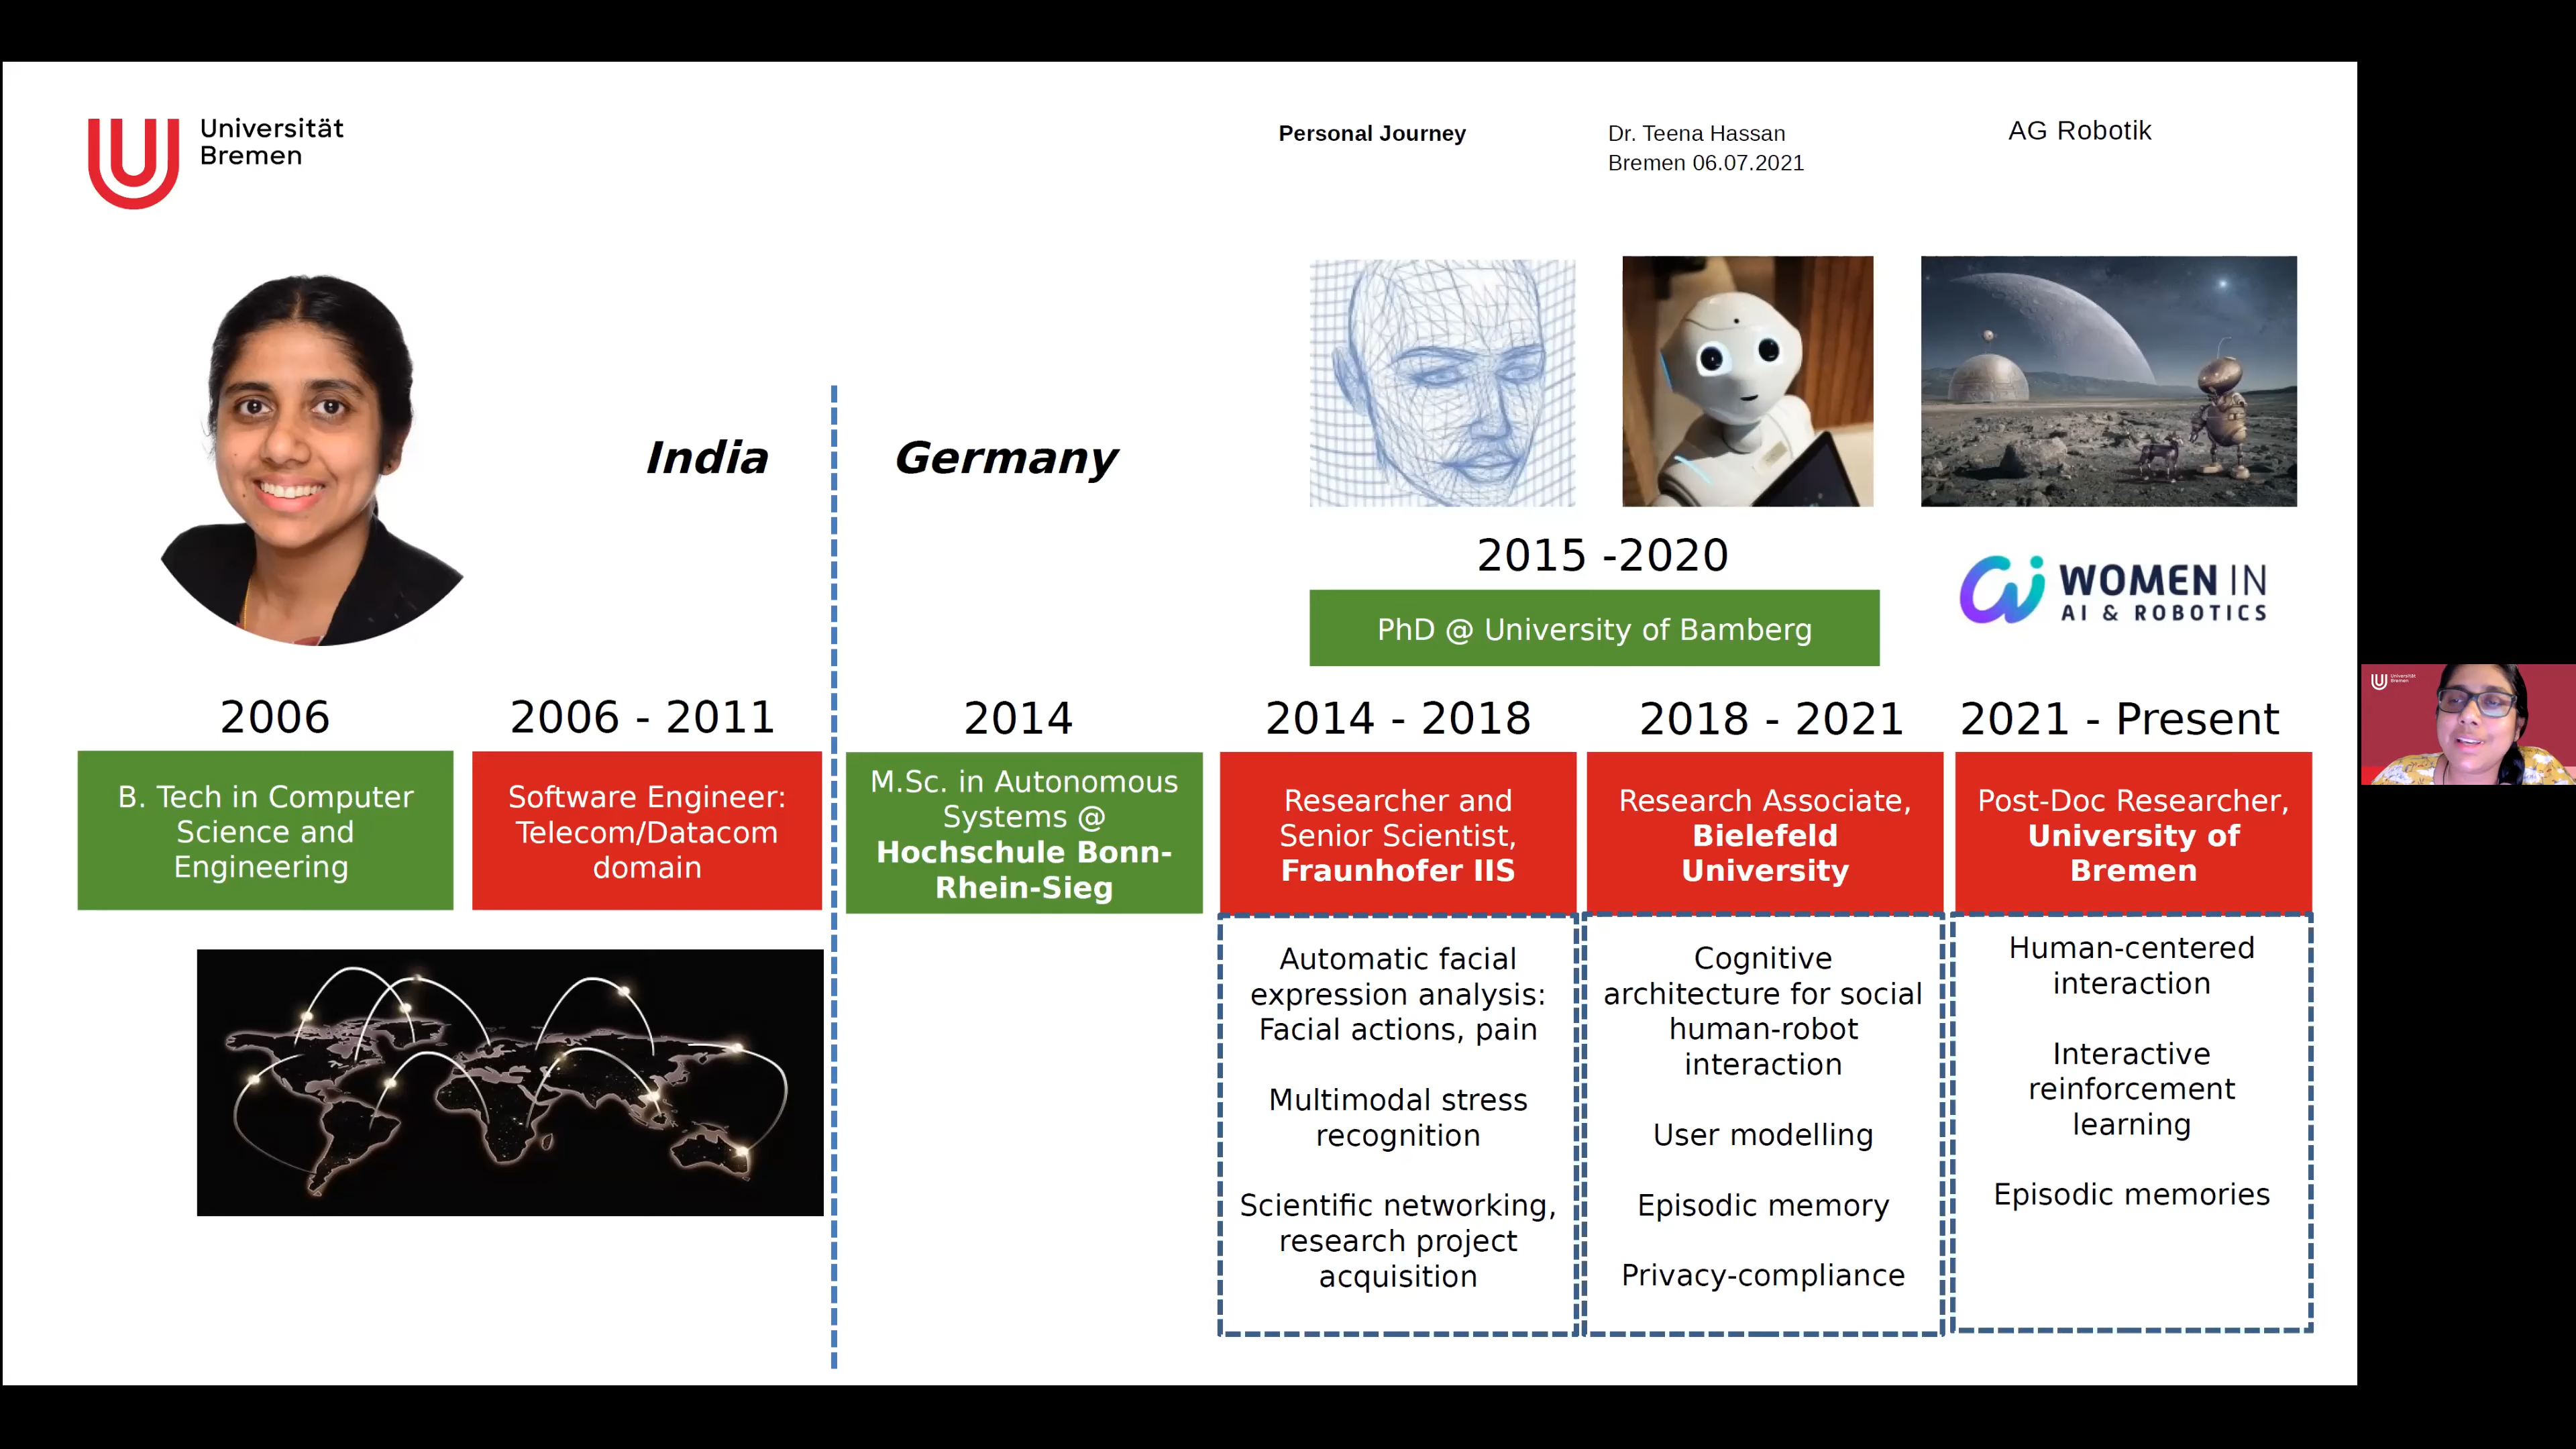 Universität
Bremen
Personal Journey
Dr. Teena Hassan
Bremen 06.07.2021
AG Robotik
India
Germany
2015 -2020
PhD @ University of Bamberg
WOMEN IN
AI & ROBOTICS
2006
B. Tech in Computer
Science and
Engineering
2006 - 2011
Software Engineer:
Telecom/Datacom
domain
2014
M.Sc. in Autonomous
Systems @
Hochschule Bonn-
Rhein-Sieg
2014 - 2018
Researcher and
Senior Scientist,
Fraunhofer IIS
Automatic facial
expression analysis:
Facial actions, pain
Multimodal stress
recognition
Scientific networking,
research project
acquisition
2018 - 2021
Research Associate,
Bielefeld
University
Cognitive
architecture for social
human-robot
interaction
User modelling
Episodic memory
Privacy-compliance
2021 - Present
Post-Doc Researcher,
University of
Bremen
Human-centered
interaction
Interactive
reinforcement
learning
Episodic memories
Universität
Bremen